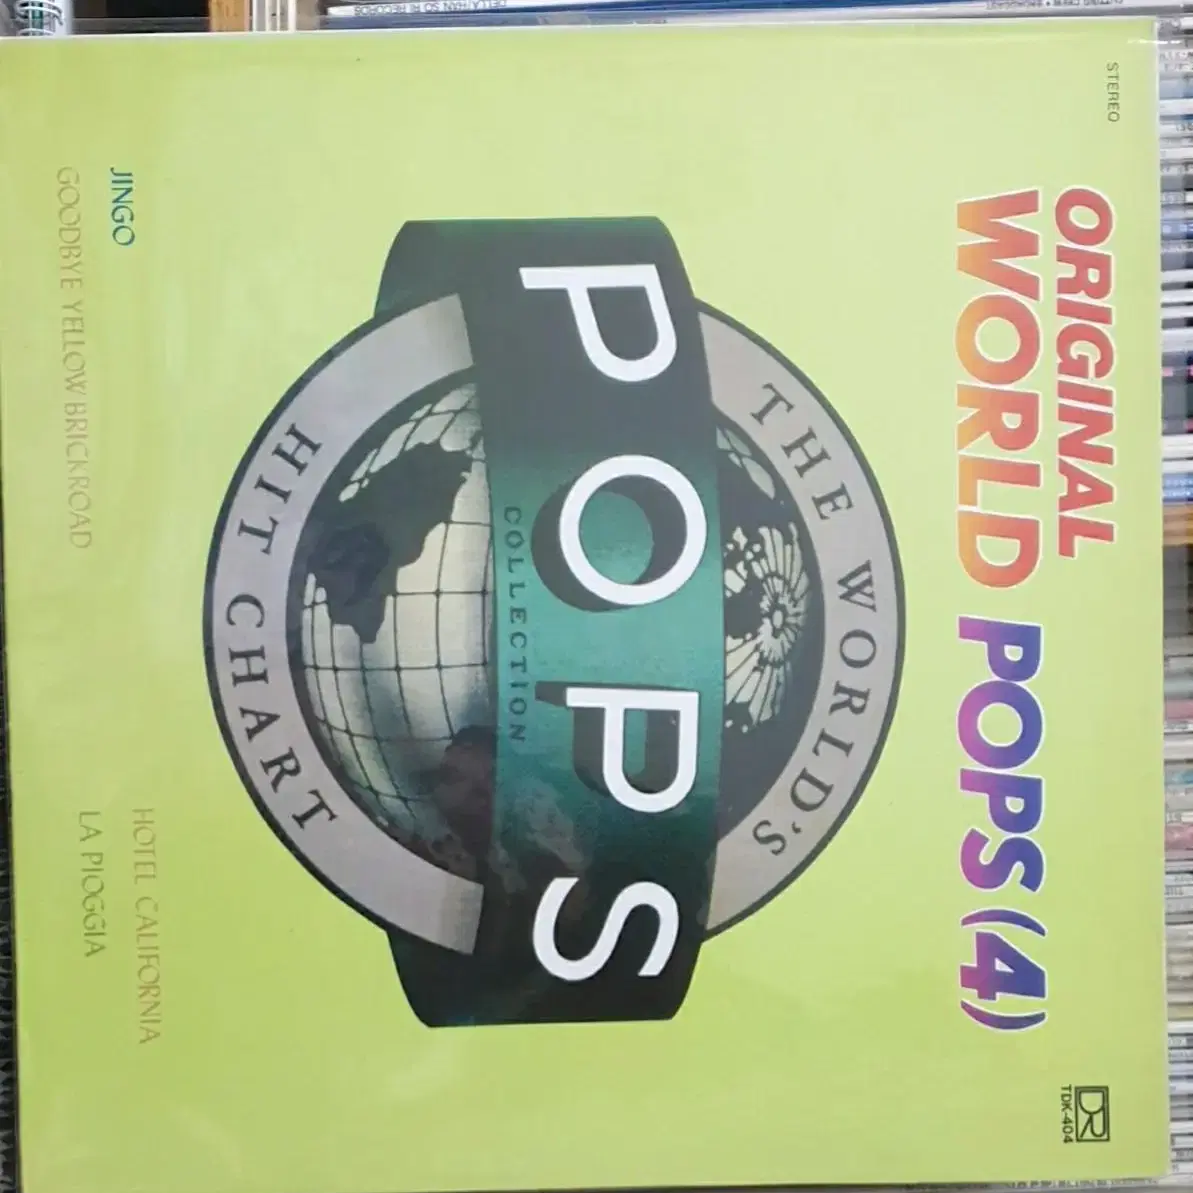 STEREO
ORIGINAL
WORLD POPS (4)
DR
TDK-404
THE WORLD'S
POPS
COLLECTION
HIT CHART
JINGO
GOODBYE YELLOW BRICKROAD
HOTEL CALIFORNIA
LA PIOGGIA